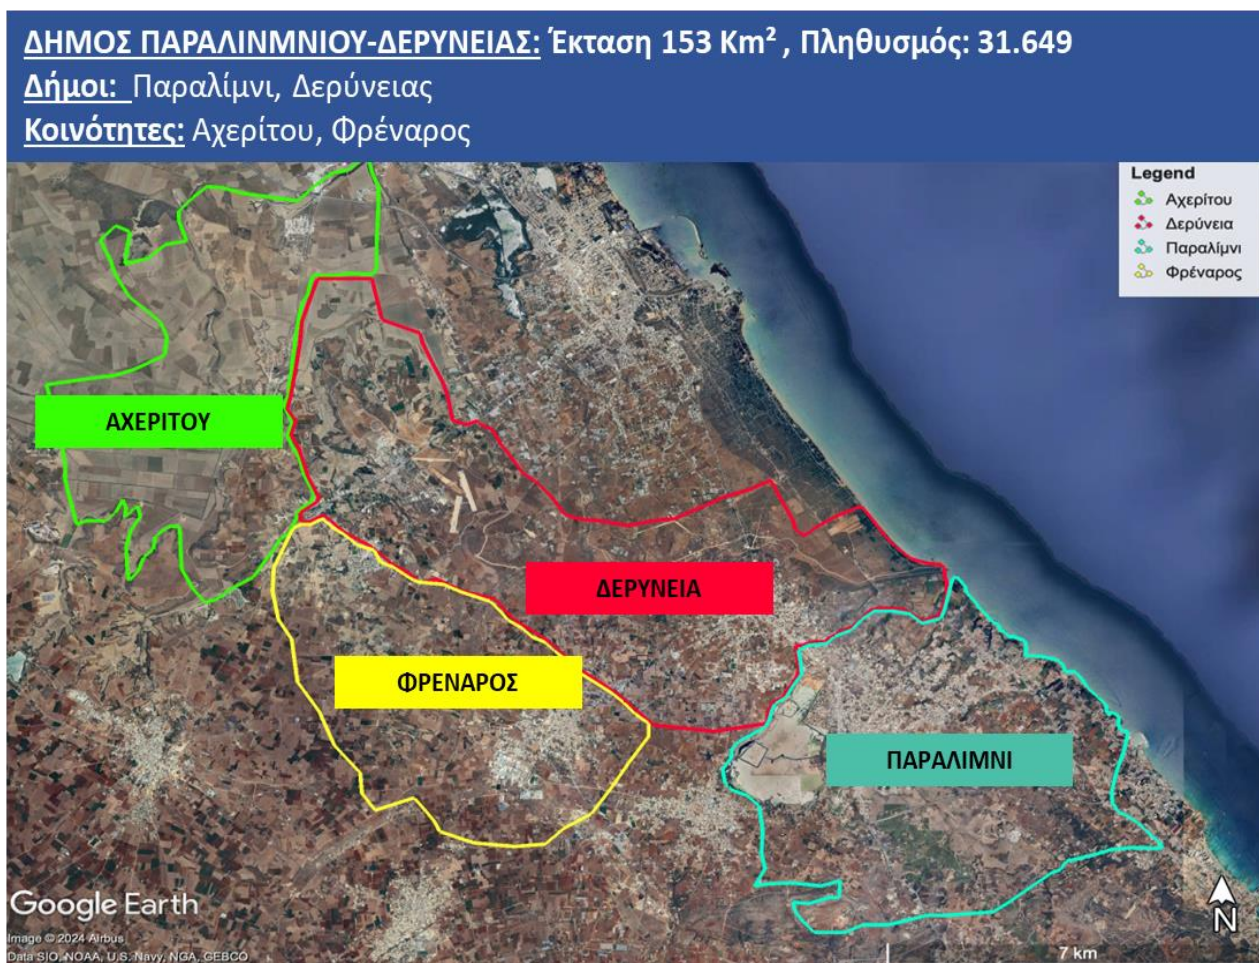 ΔΗΜΟΣ ΠΑΡΑΛΙΝΜΝΙΟΥ-ΔΕΡΥΝΕΙΑΣ: Έκταση 153 Km² , Πληθυσμός: 31.649
Δήμοι: Παραλίμνι, Δερύνειας
Κοινότητες: Αχερίτου, Φρέναρος
Legend
Αχερίτου
Δερύνεια
Παραλίμνι
Φρέναρος
ΑΧΕΡΙΤΟΥ
ΔΕΡΥΝΕΙΑ
ΦΡΕΝΑΡΟΣ
ΠΑΡΑΛΙΜΝΙ
Google Earth
N
Image © 2024 Airbus
Data SIO, NOAA, U.S. Navy, NGA, GEBCO
7 km